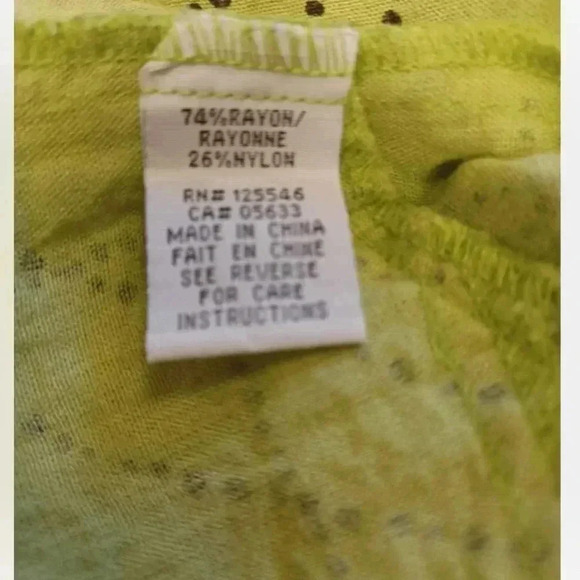 74%RAYON/
RAYONNE
26%NYLON
RN# 125546
CA# 05633
MADE IN CHINA
FAIT EN CHINE
SEE REVERSE
FOR CARE
INSTRUCTIONS